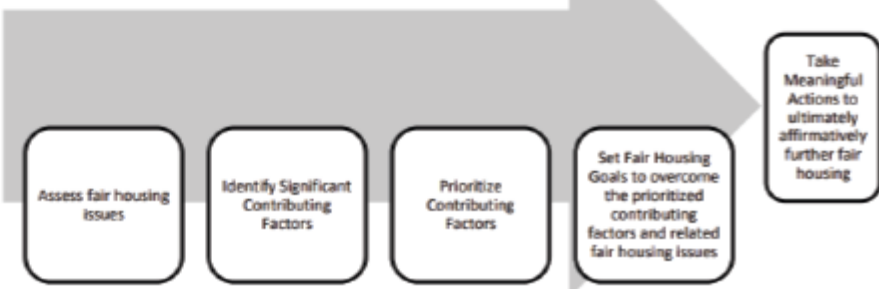 Assess fair housing
issues
Identify Significant
Contributing
Factors
Prioritize
Contributing
Factors
Set Fair Housing
Goals to overcome
the prioritized
contributing
factors and related
fair housing issues
Take
Meaningful
Actions to
ultimately
affirmatively
further fair
housing